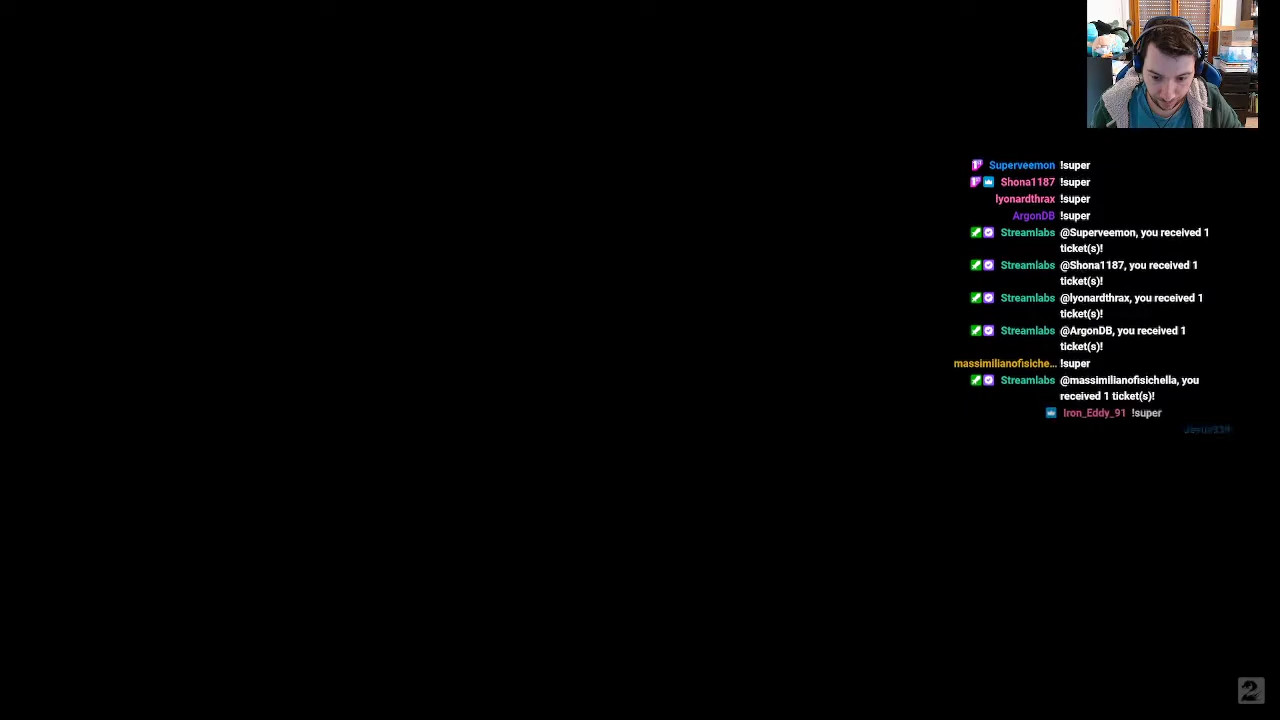 Superveemon !super
Shona1187 !super
lyonardthrax !super
ArgonDB !super
Streamlabs @Superveemon, you received 1
ticket(s)!
Streamlabs @Shona1187, you received 1
ticket(s)!
Streamlabs @lyonardthrax, you received 1
ticket(s)!
Streamlabs @ArgonDB, you received 1
ticket(s)!
massimilianofisiche... !super
Streamlabs @massimilianofisichella, you
received 1 ticket(s)!
Iron_Eddy_91 !super
2